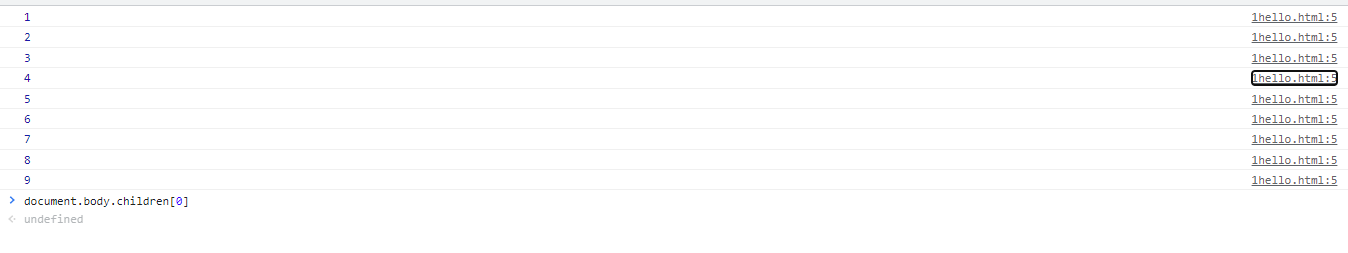 1 1hello.html:5
2 1hello.html:5
3 1hello.html:5
4 1hello.html:5
5 1hello.html:5
6 1hello.html:5
7 1hello.html:5
8 1hello.html:5
9 1hello.html:5
document.body.children[0]
undefined